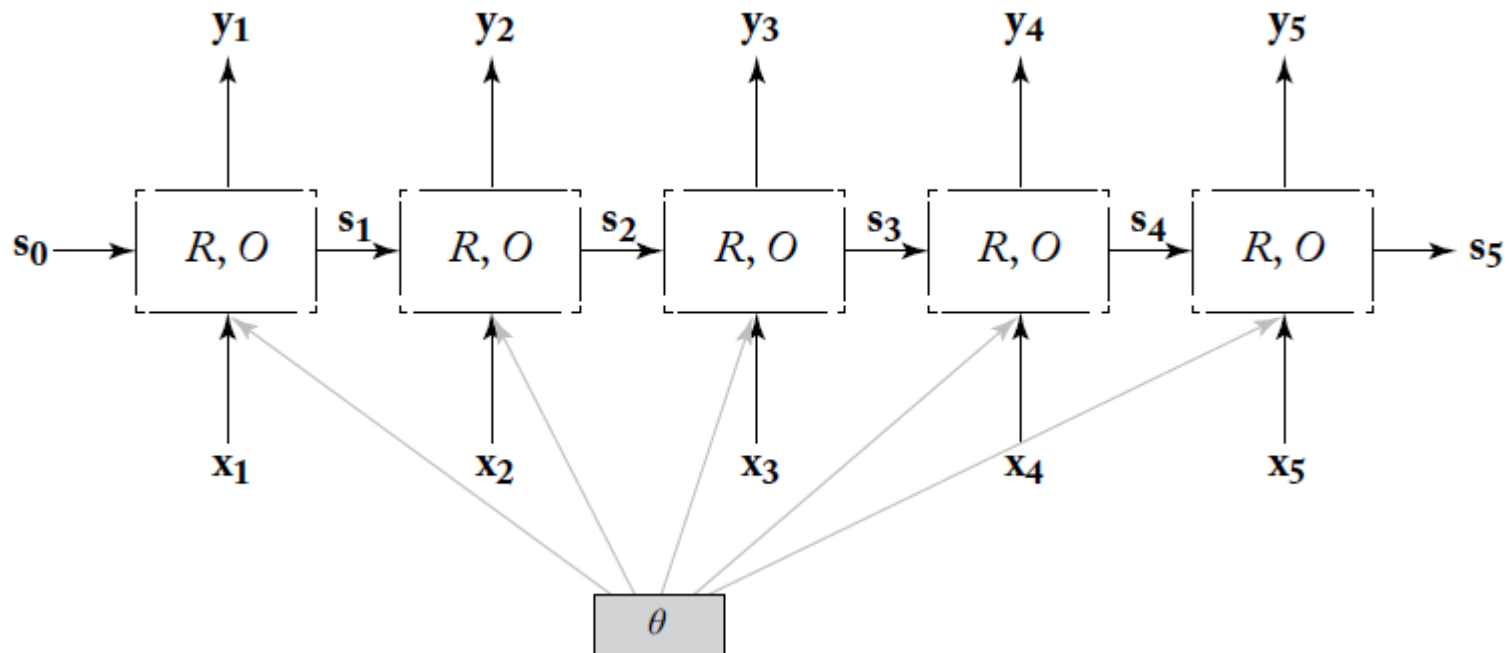 y1 y2 y3 y4 y5
s0 R, O s1 R, O s2 R, O s3 R, O s4 R, O s5
x1 x2 x3 x4 x5
θ